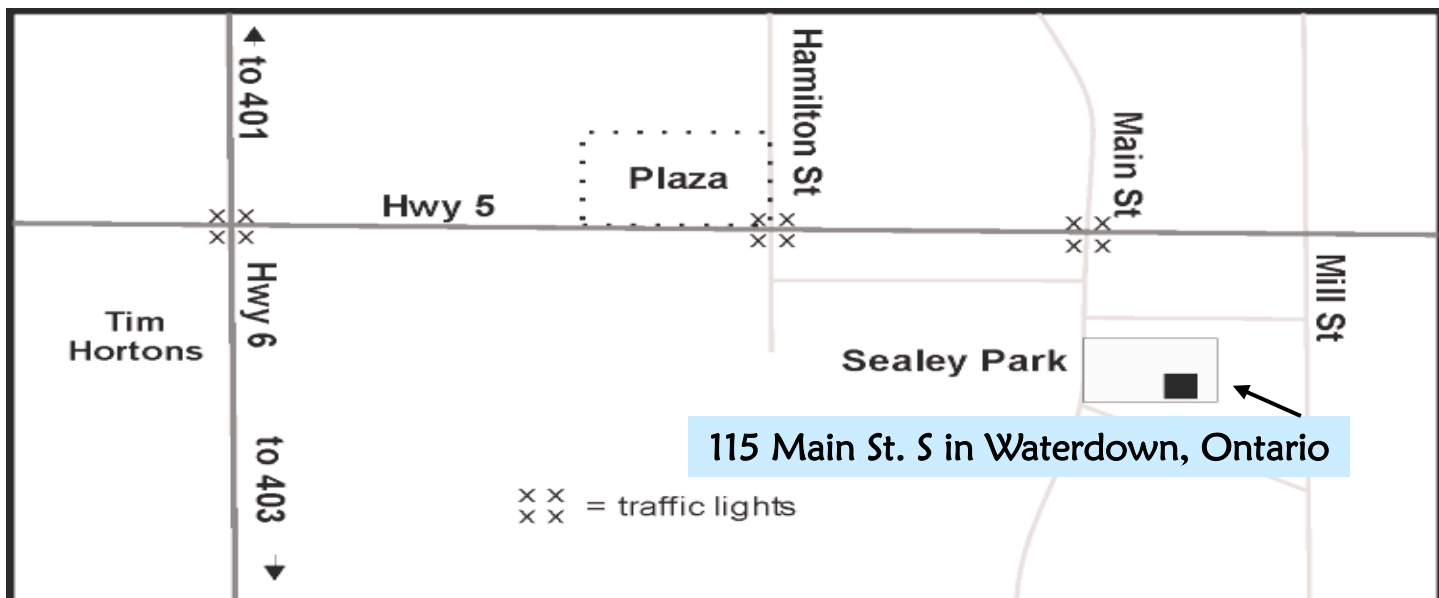 to 401
Hamilton St
Main St
Plaza
Hwy 5
Hwy 6
Mill St
Tim
Hortons
Sealey Park
115 Main St. S in Waterdown, Ontario
to 403
= traffic lights